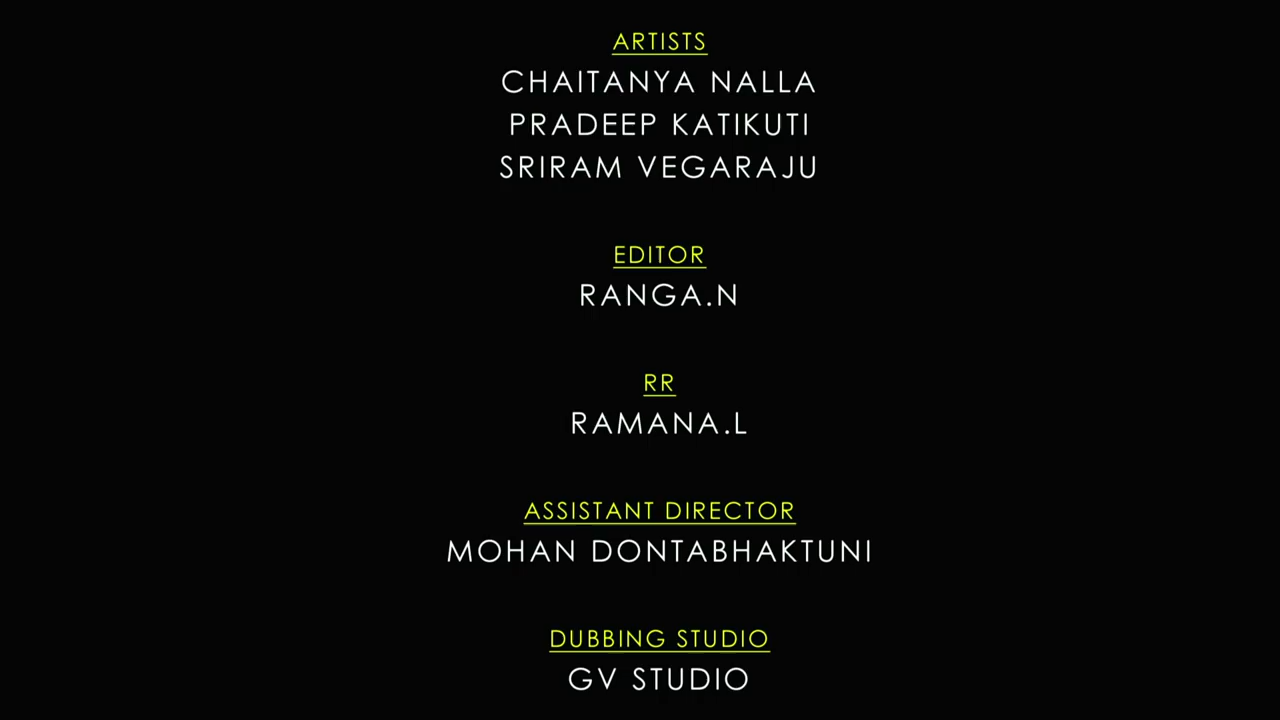 ARTISTS
CHAITANYA NALLA
PRADEEP KATIKUTI
SRIRAM VEGARAJU
EDITOR
RANGA.N
RR
RAMANA.L
ASSISTANT DIRECTOR
MOHAN DONTABHAKTUNI
DUBBING STUDIO
GV STUDIO